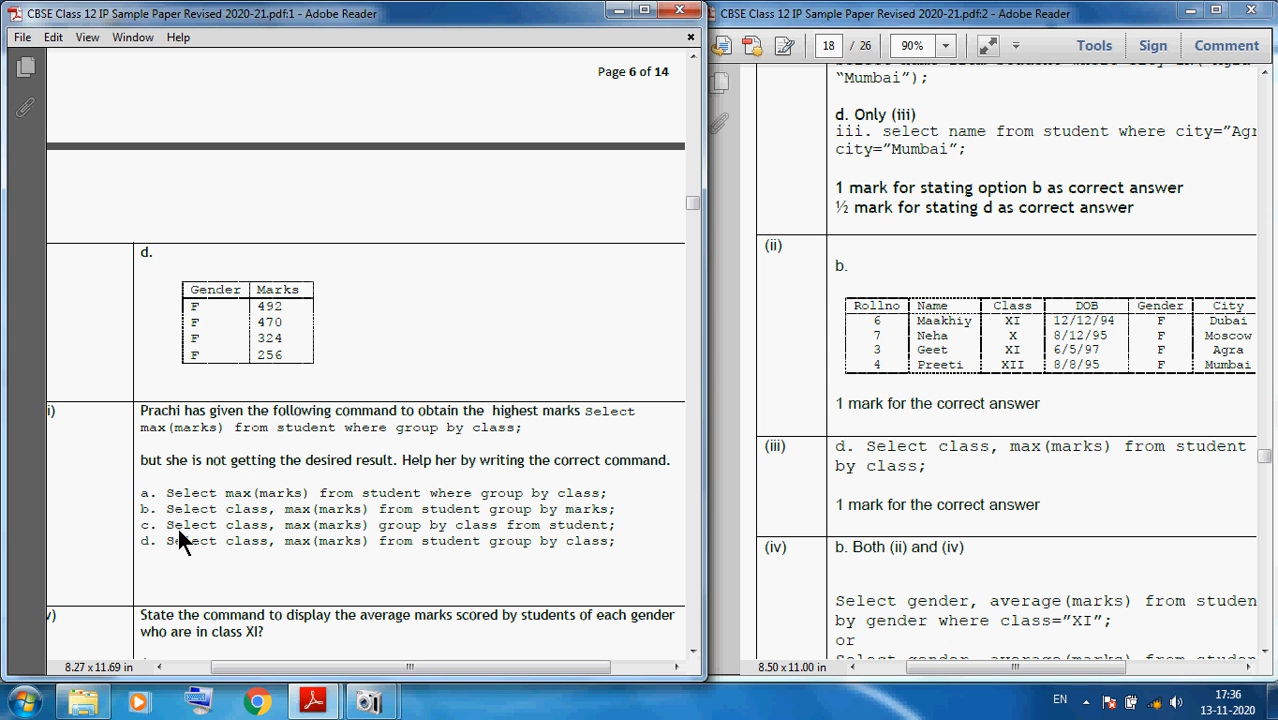 CBSE Class 12 IP Sample Paper Revised 2020-21.pdf:1 - Adobe Reader
File Edit View Window Help
Page 6 of 14
d.
Gender Marks
F 492
F 470
F 324
F 256
i) Prachi has given the following command to obtain the highest marks Select
max(marks) from student where group by class;
but she is not getting the desired result. Help her by writing the correct command.
a. Select max(marks) from student where group by class;
b. Select class, max(marks) from student group by marks;
c. Select class, max(marks) group by class from student;
d. Select class, max(marks) from student group by class;
v) State the command to display the average marks scored by students of each gender
who are in class XI?
8.27 x 11.69 in
CBSE Class 12 IP Sample Paper Revised 2020-21.pdf:2 - Adobe Reader
18 / 26 90% Tools Sign Comment
“Mumbai”);
d. Only (iii)
iii. select name from student where city=”Agr
city=”Mumbai”;
1 mark for stating option b as correct answer
½ mark for stating d as correct answer
(ii)
b.
Rollno Name Class DOB Gender City
6 Maakhiy XI 12/12/94 F Dubai
7 Neha X 8/12/95 F Moscow
3 Geet XI 6/5/97 F Agra
4 Preeti XII 8/8/95 F Mumbai
1 mark for the correct answer
(iii) d. Select class, max(marks) from student
by class;
1 mark for the correct answer
(iv) b. Both (ii) and (iv)
Select gender, average(marks) from studen
by gender where class=”XI”;
or
8.50 x 11.00 in
EN
17:36
13-11-2020